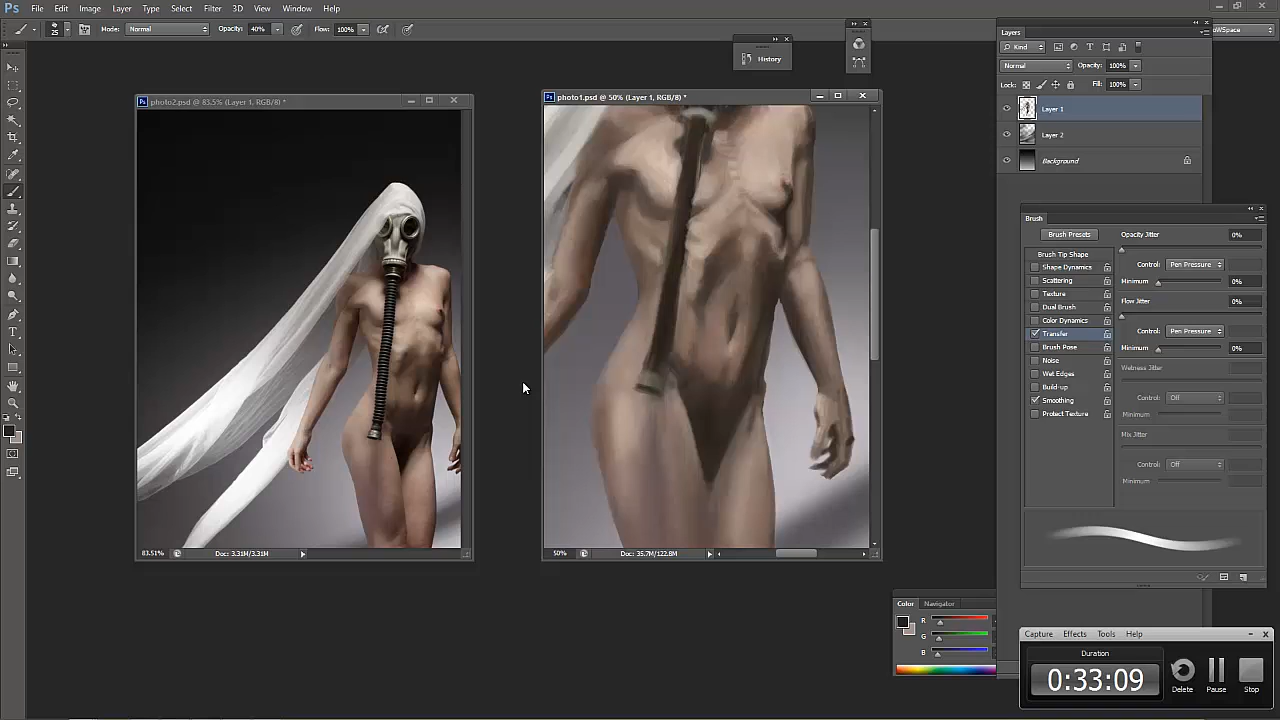 Ps File Edit Image Layer Type Select Filter 3D View Window Help
25 Mode: Normal Opacity: 40% Flow: 100%
History
photo2.psd @ 83.5% (Layer 1, RGB/8) *
83.51% Doc: 3.31M/3.31M
photo1.psd @ 50% (Layer 1, RGB/8) *
50% Doc: 35.7M/122.8M
Layers
Kind
Normal Opacity: 100%
Lock: Fill: 100%
Layer 1
Layer 2
Background
Brush
Brush Presets
Brush Tip Shape
Shape Dynamics
Scattering
Texture
Dual Brush
Color Dynamics
Transfer
Brush Pose
Noise
Wet Edges
Build-up
Smoothing
Protect Texture
Opacity Jitter 0%
Control: Pen Pressure
Minimum 0%
Flow Jitter 0%
Control: Pen Pressure
Minimum 0%
Wetness Jitter
Control: Off
Minimum
Mix Jitter
Control: Off
Minimum
Color Navigator
R
G
B
Capture Effects Tools Help
Duration
0:33:09
Delete Pause Stop